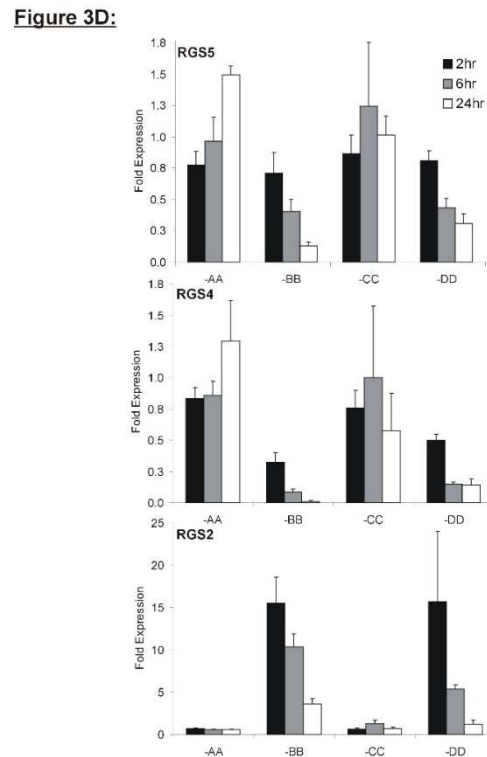 Figure 3D:
RGS5
2hr
6hr
24hr
Fold Expression
1.8
1.5
1.3
1.0
0.8
0.5
0.3
0.0
-AA -BB -CC -DD
RGS4
Fold Expression
1.8
1.5
1.3
1.0
0.8
0.5
0.3
0.0
-AA -BB -CC -DD
RGS2
Fold Expression
25
20
15
10
5
0
-AA -BB -CC -DD